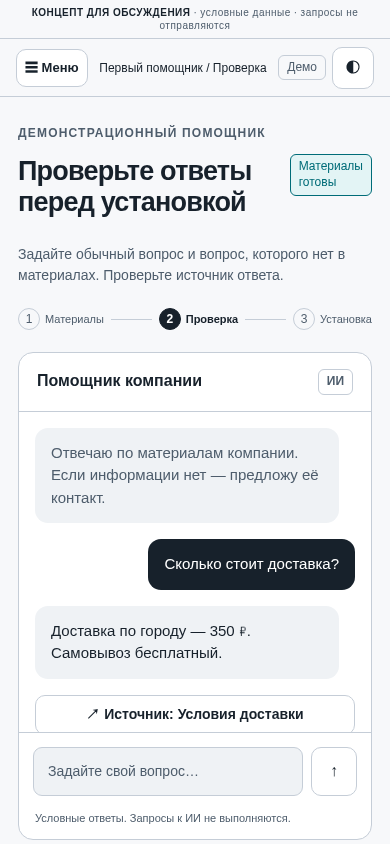 КОНЦЕПТ ДЛЯ ОБСУЖДЕНИЯ · условные данные · запросы не
отправляются
☰ Меню
Первый помощник / Проверка
Демо
ДЕМОНСТРАЦИОННЫЙ ПОМОЩНИК
Проверьте ответы
перед установкой
Материалы
готовы
Задайте обычный вопрос и вопрос, которого нет в
материалах. Проверьте источник ответа.
1 Материалы 2 Проверка 3 Установка
Помощник компании
ИИ
Отвечаю по материалам компании.
Если информации нет — предложу её
контакт.
Сколько стоит доставка?
Доставка по городу — 350 ₽.
Самовывоз бесплатный.
↗ Источник: Условия доставки
Задайте свой вопрос…
↑
Условные ответы. Запросы к ИИ не выполняются.